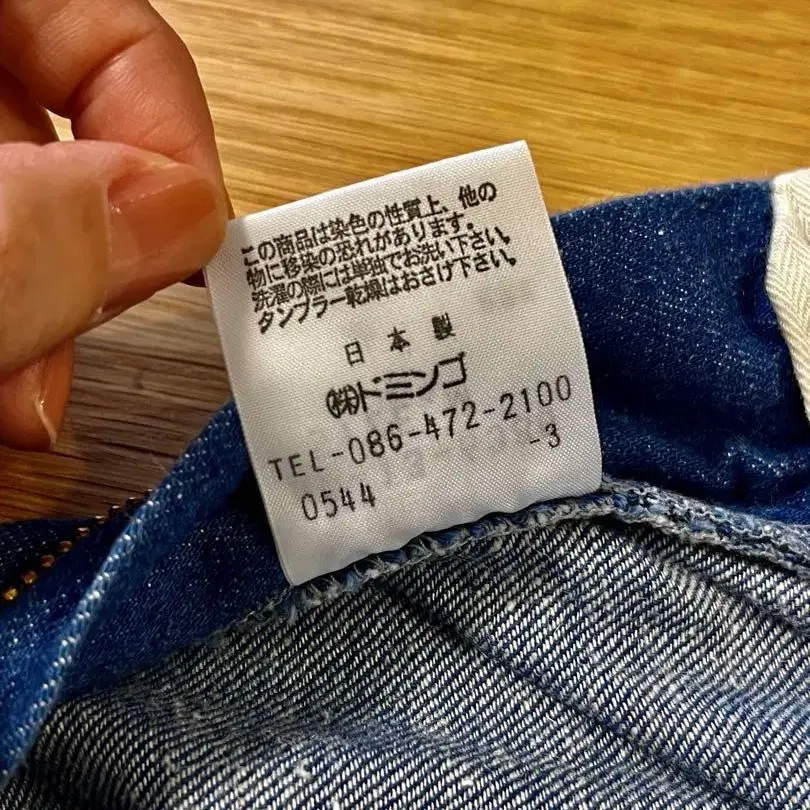 この商品は染色の性質上、他の
物に移染の恐れがあります。
洗濯の際には単独でお洗い下さい。
タンブラー乾燥はおさけ下さい。
日本製
㈱ドミンゴ
TEL-086-472-2100
-3
0544